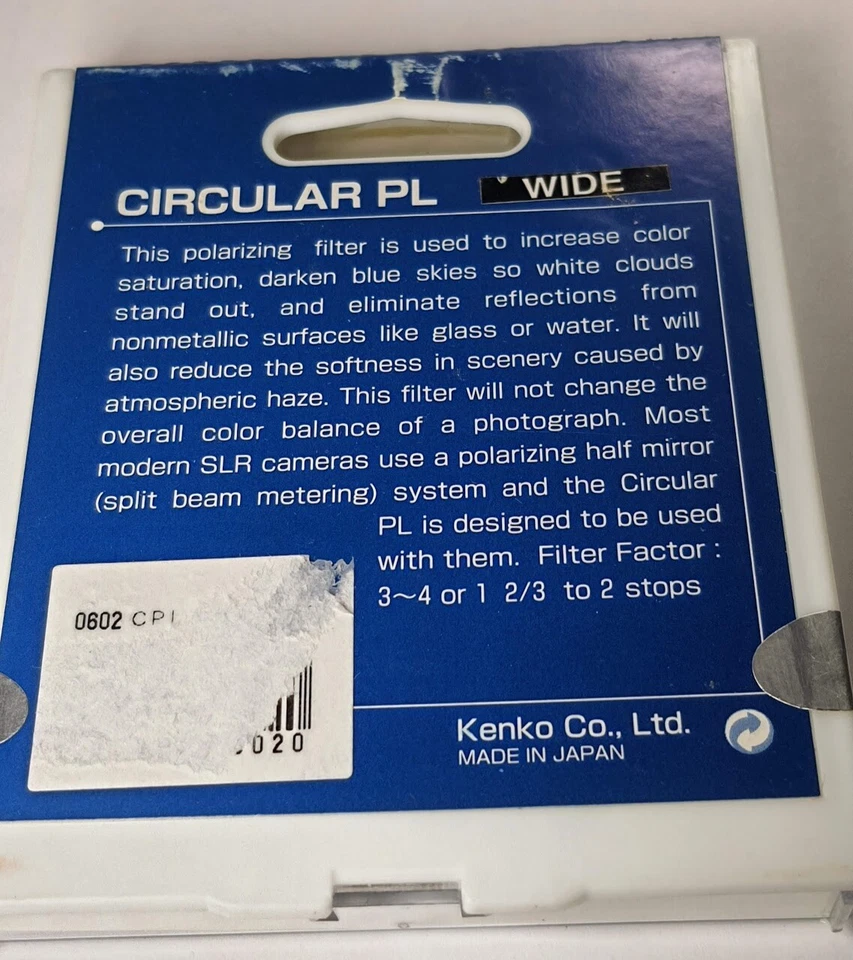 CIRCULAR PL WIDE
This polarizing filter is used to increase color
saturation, darken blue skies so white clouds
stand out, and eliminate reflections from
nonmetallic surfaces like glass or water. It will
also reduce the softness in scenery caused by
atmospheric haze. This filter will not change the
overall color balance of a photograph. Most
modern SLR cameras use a polarizing half mirror
(split beam metering) system and the Circular
PL is designed to be used
with them. Filter Factor :
3~4 or 1 2/3 to 2 stops
0602
020
Kenko Co., Ltd.
MADE IN JAPAN